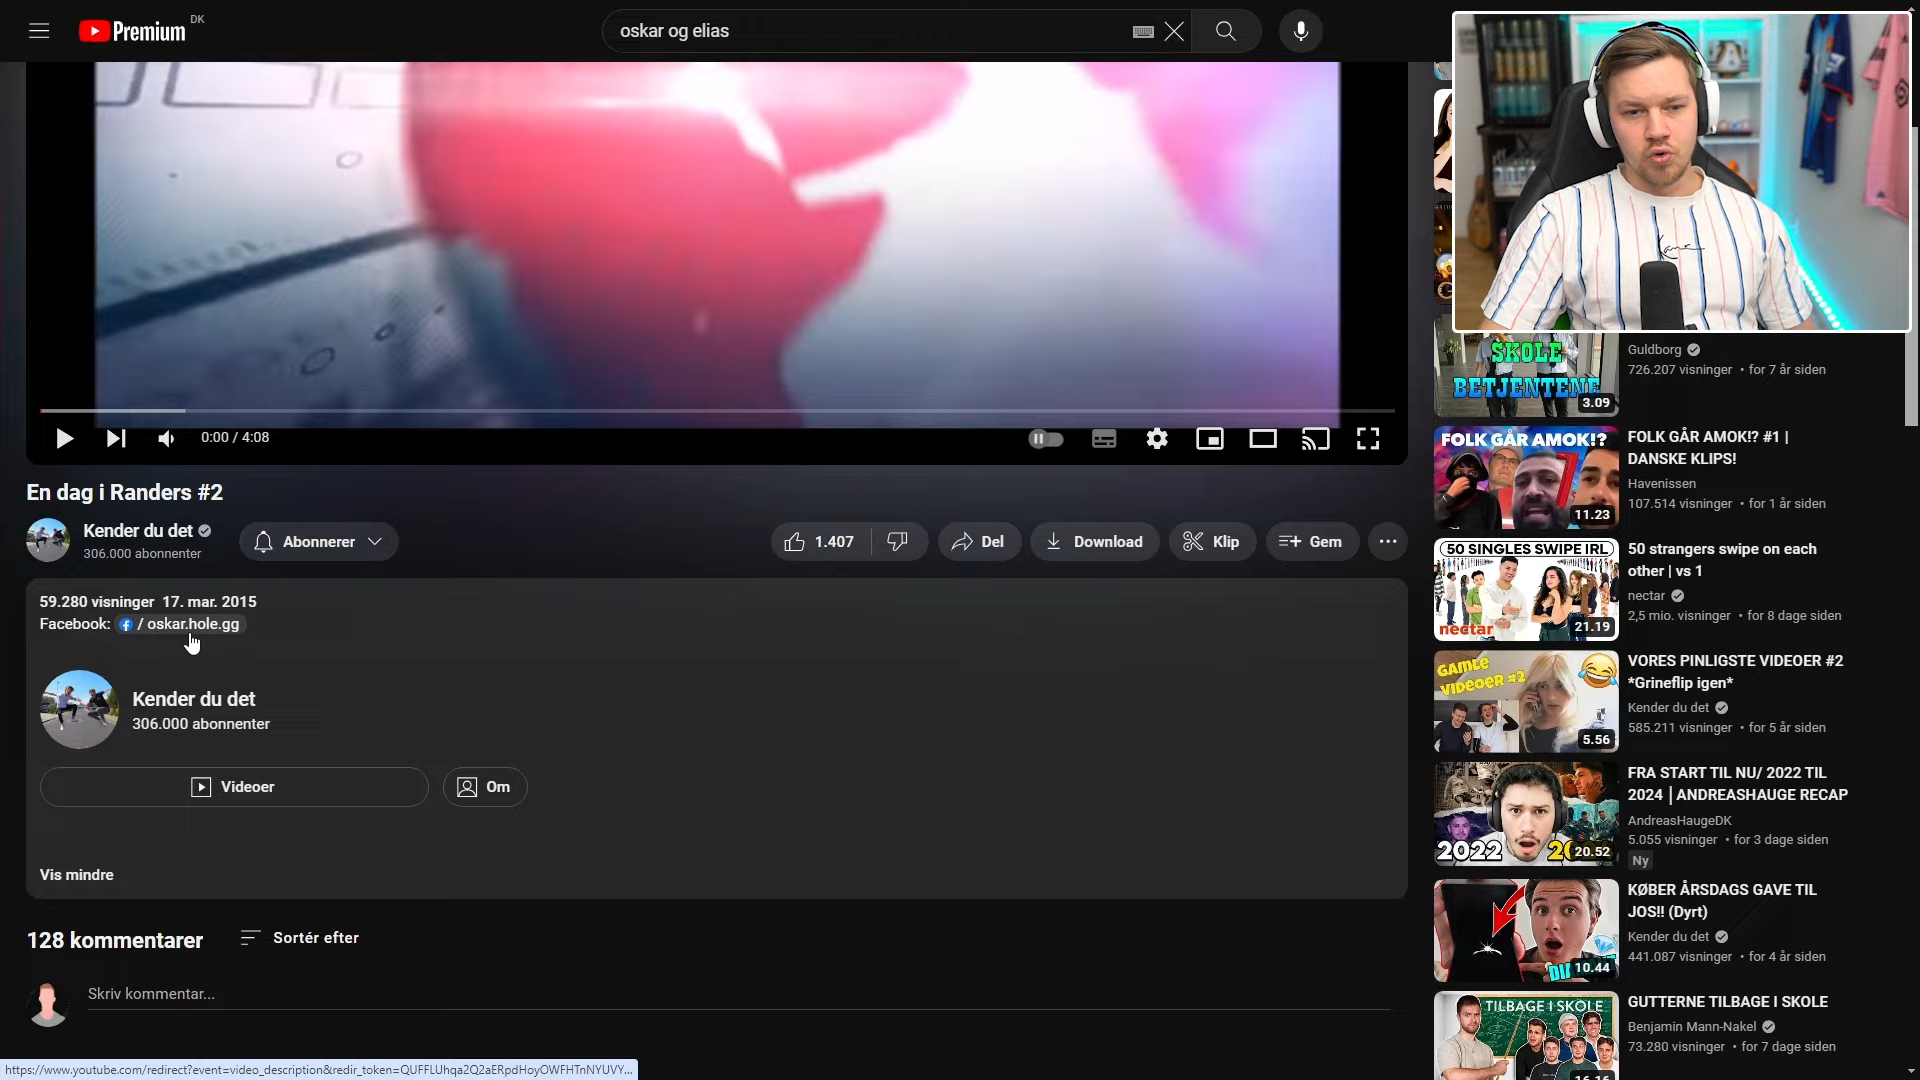 Premium
DK
oskar og elias
0:00 / 4:08
En dag i Randers #2
Kender du det
306.000 abonnenter
Abonnerer
1.407
Del
Download
Klip
Gem
59.280 visninger 17. mar. 2015
Facebook: / oskar.hole.gg
Kender du det
306.000 abonnenter
Videoer
Om
Vis mindre
128 kommentarer
Sortér efter
Skriv kommentar...
https://www.youtube.com/redirect?event=video_description&redir_token=QUFFLUhqa2Q2aERpdHoyOWFHTnNYUVY...
SKOLE
BETJENTENE
3.09
Guldborg
726.207 visninger • for 7 år siden
FOLK GÅR AMOK!?
11.23
FOLK GÅR AMOK!? #1 |
DANSKE KLIPS!
Havenissen
107.514 visninger • for 1 år siden
50 SINGLES SWIPE IRL
nectar
21.19
50 strangers swipe on each
other | vs 1
nectar
2,5 mio. visninger • for 8 dage siden
GAMLE
VIDEOER #2
5.56
VORES PINLIGSTE VIDEOER #2
*Grineflip igen*
Kender du det
585.211 visninger • for 5 år siden
2022
20.52
FRA START TIL NU/ 2022 TIL
2024 | ANDREASHAUGE RECAP
AndreasHaugeDK
5.055 visninger • for 3 dage siden
Ny
10.44
KØBER ÅRSDAGS GAVE TIL
JOS!! (Dyrt)
Kender du det
441.087 visninger • for 4 år siden
TILBAGE I SKOLE
16.16
GUTTERNE TILBAGE I SKOLE
Benjamin Mann-Nakel
73.280 visninger • for 7 dage siden